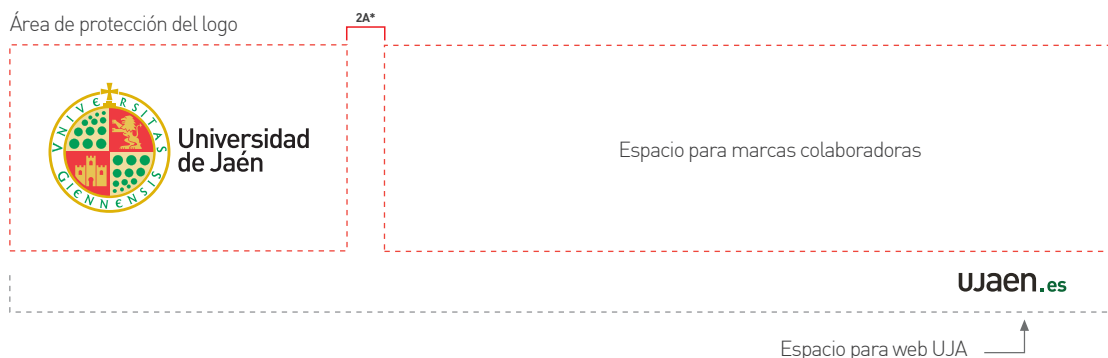 Área de protección del logo
2A*
VNIVERSITAS
GIENNENSIS
Universidad
de Jaén
Espacio para marcas colaboradoras
ujaen.es
Espacio para web UJA